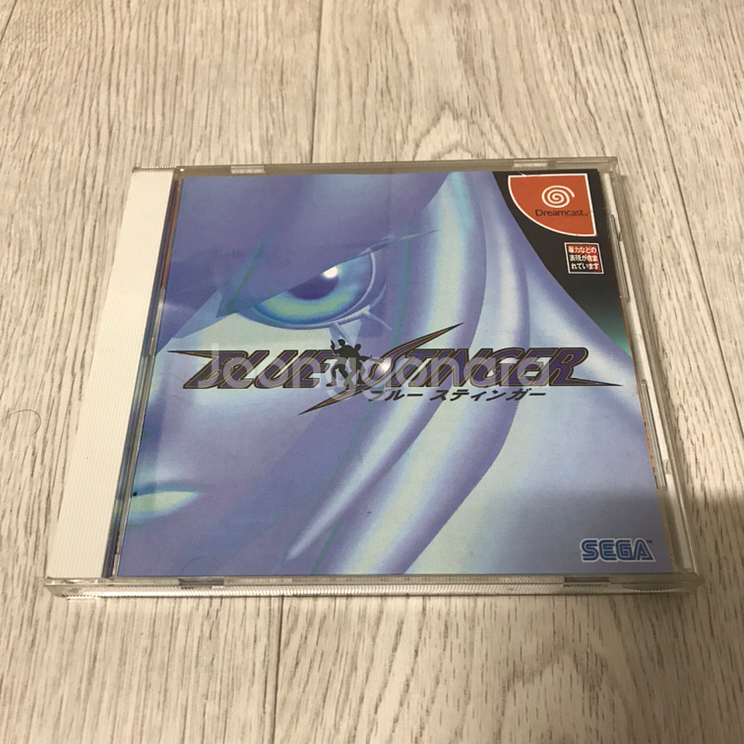 Dreamcast
暴力などの
表現が含ま
れています
BLUE STINGER
Joongonara
ブルー スティンガー
SEGA